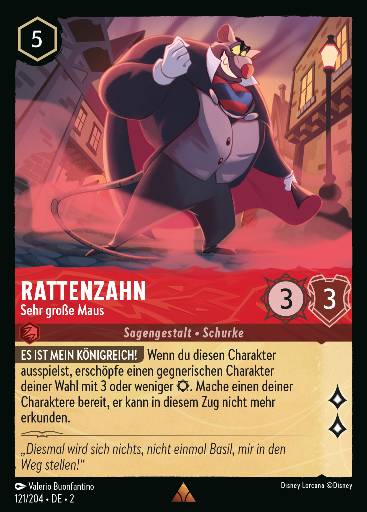 5
RATTENZAHN
Sehr große Maus
3
3
Sagengestalt • Schurke
ES IST MEIN KÖNIGREICH! Wenn du diesen Charakter
ausspielst, erschöpfe einen gegnerischen Charakter
deiner Wahl mit 3 oder weniger. Mache einen deiner
Charaktere bereit, er kann in diesem Zug nicht mehr
erkunden.
„Diesmal wird sich nichts, nicht einmal Basil, mir in den
Weg stellen!“
Valerio Buonfantino
Disney Lorcana ©Disney
121/204 • DE • 2